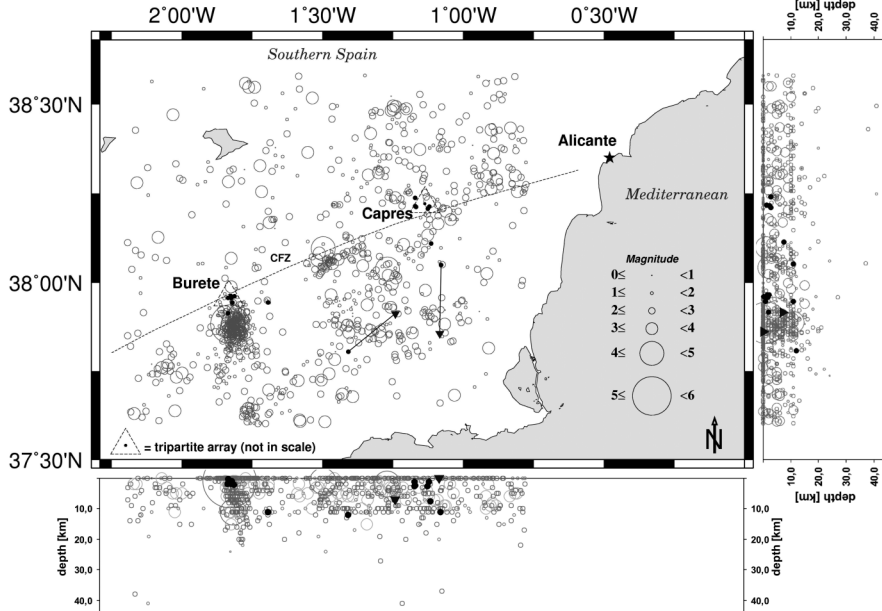 2˚00'W 1˚30'W 1˚00'W 0˚30'W
depth [km]
10,0 20,0 30,0 40,0
Southern Spain
38˚30'N
Alicante
Mediterranean
Capres
CFZ
38˚00'N
Burete
Magnitude
0≤ <1
1≤ <2
2≤ <3
3≤ <4
4≤ <5
5≤ <6
= tripartite array (not in scale)
N
37˚30'N
10,0 20,0 30,0 40,0
depth [km]
depth [km]
10,0
20,0
30,0
40,0
10,0
20,0
30,0
40,0
depth [km]